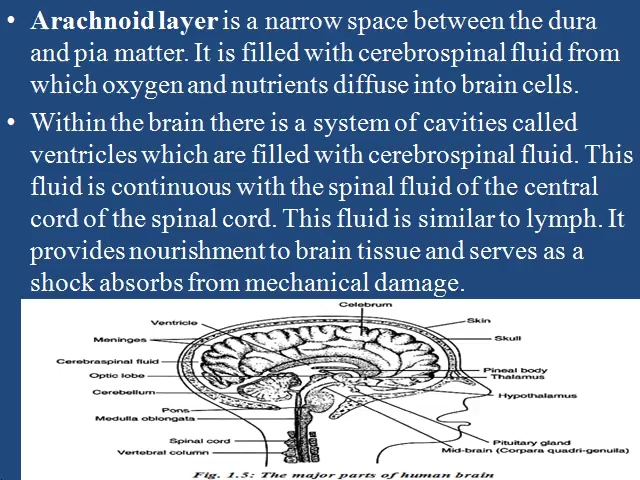 • Arachnoid layer is a narrow space between the dura
and pia matter. It is filled with cerebrospinal fluid from
which oxygen and nutrients diffuse into brain cells.
• Within the brain there is a system of cavities called
ventricles which are filled with cerebrospinal fluid. This
fluid is continuous with the spinal fluid of the central
cord of the spinal cord. This fluid is similar to lymph. It
provides nourishment to brain tissue and serves as a
shock absorbs from mechanical damage.
Celebrum
Ventricle
Skin
Meninges
Skull
Cerebraspinal fluid
Pineal body
Optic lobe
Thalamus
Cerebellum
Hypothalamus
Pons
Medulla oblongata
Spinal cord
Pituitary gland
Vertebral column
Mid-brain (Corpara quadri-genuila)
Fig. 1.5: The major parts of human brain